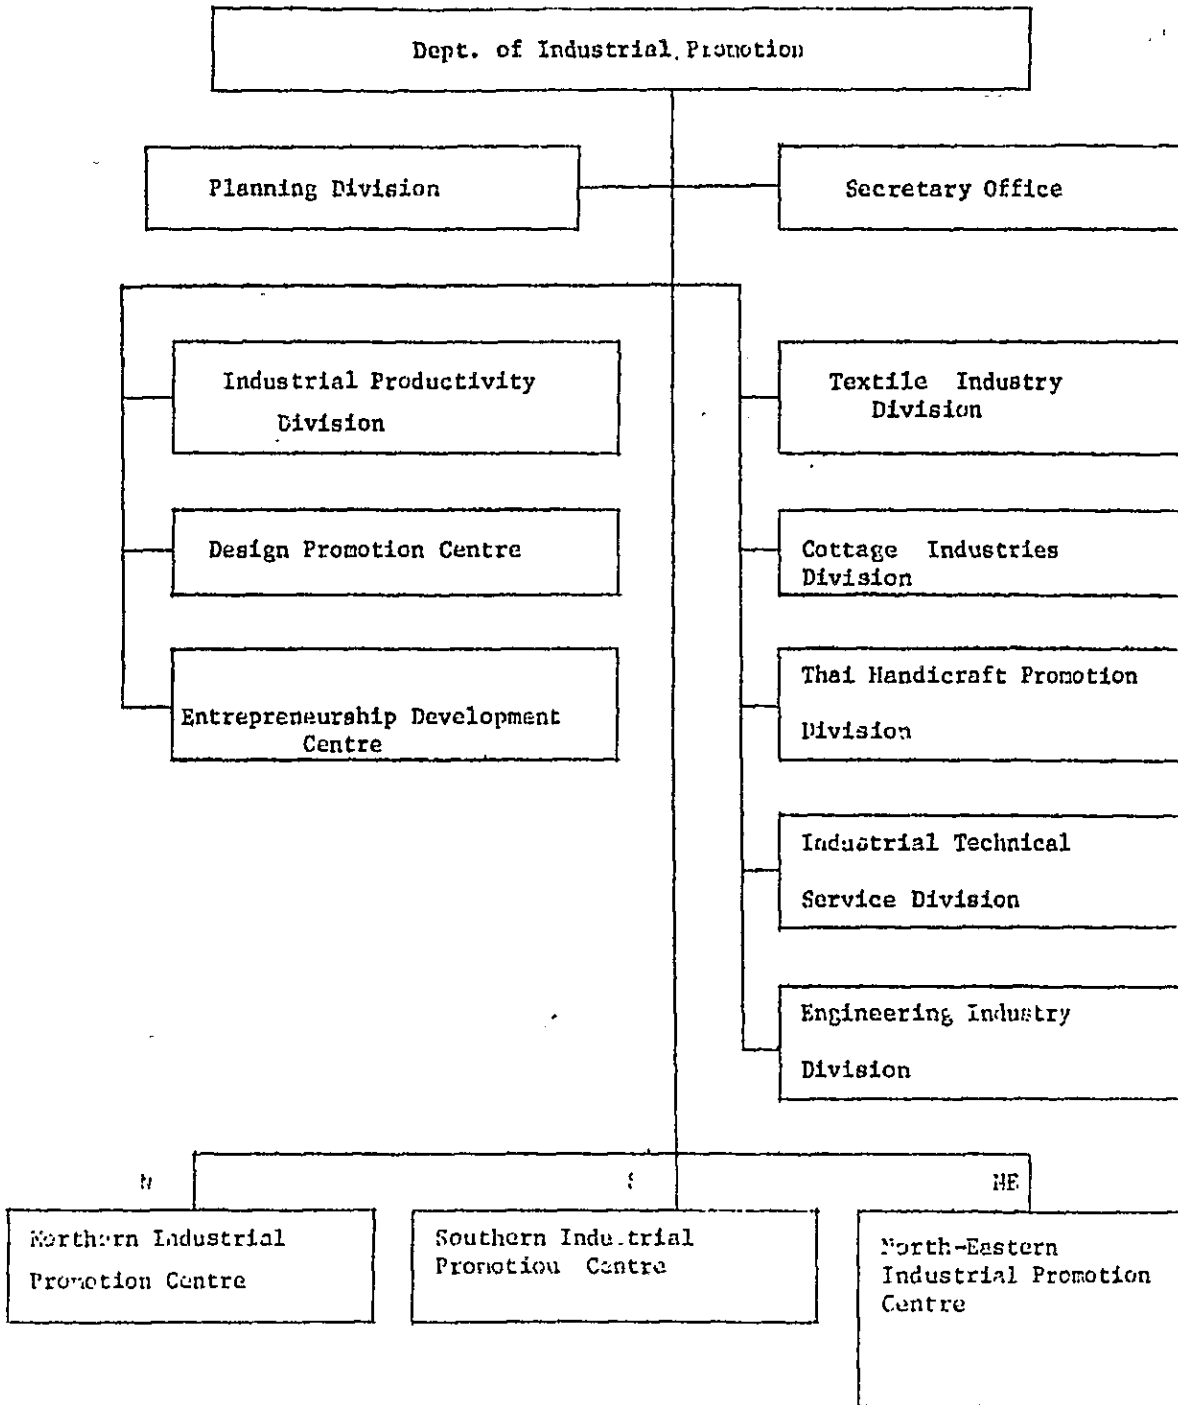 Dept. of Industrial Promotion
Planning Division
Secretary Office
Industrial Productivity
Division
Textile Industry
Division
Design Promotion Centre
Cottage Industries
Division
Entrepreneurship Development
Centre
Thai Handicraft Promotion
Division
Industrial Technical
Service Division
Engineering Industry
Division
N
S
NE
Northern Industrial
Promotion Centre
Southern Industrial
Promotion Centre
North-Eastern
Industrial Promotion
Centre